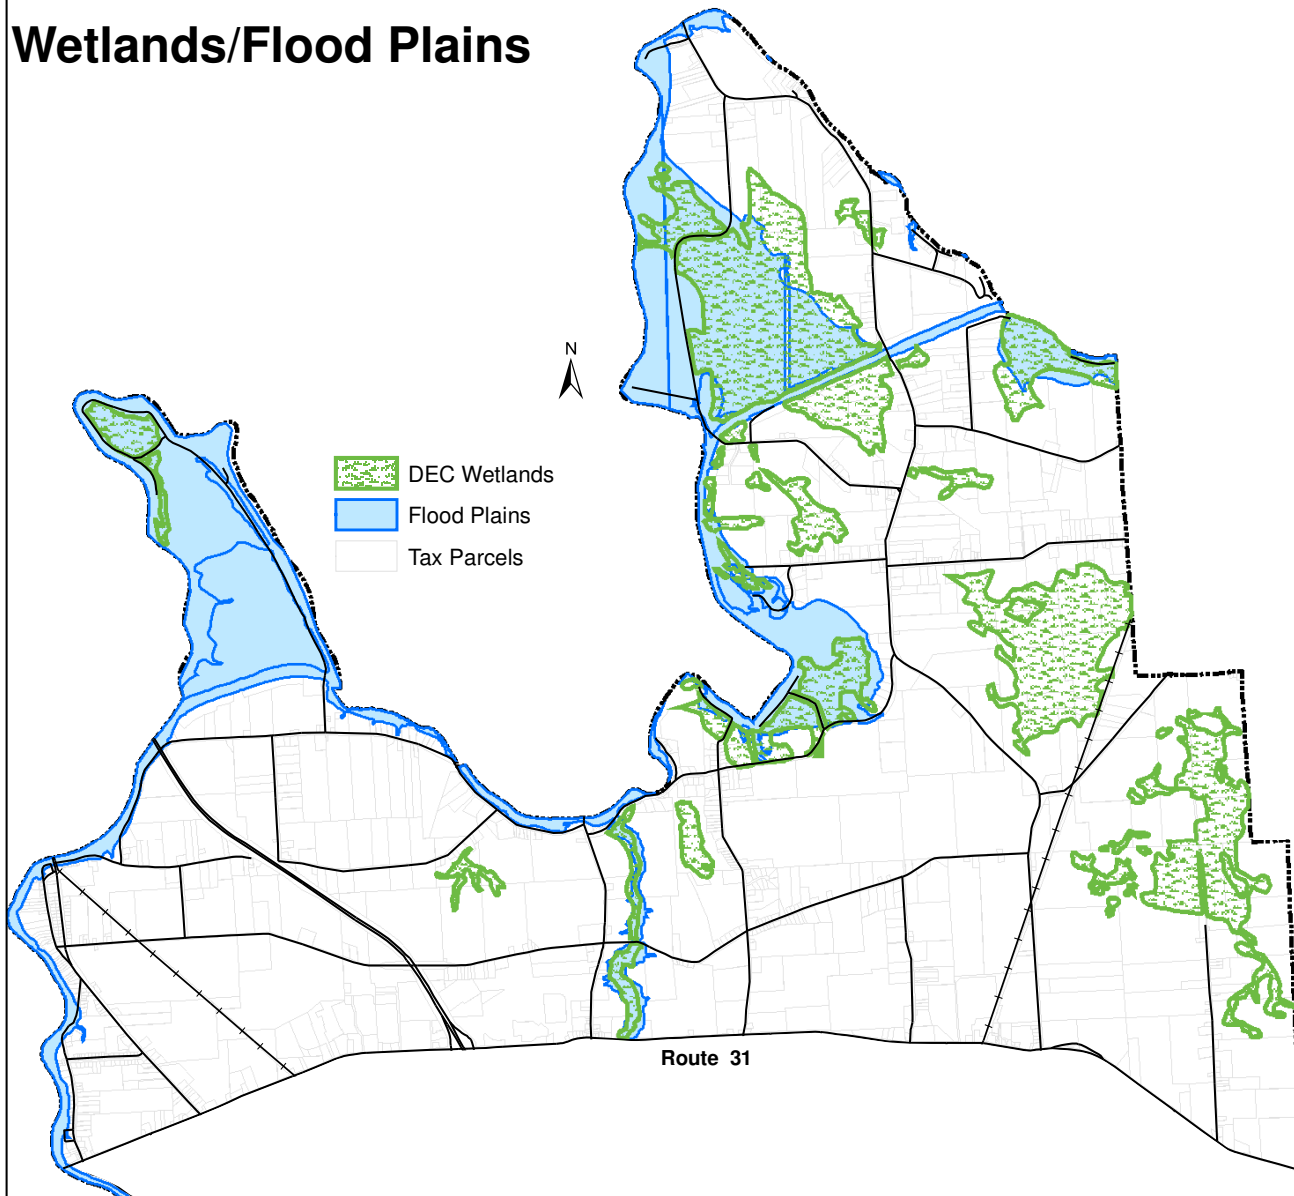 Wetlands/Flood Plains
N
DEC Wetlands
Flood Plains
Tax Parcels
Route 31